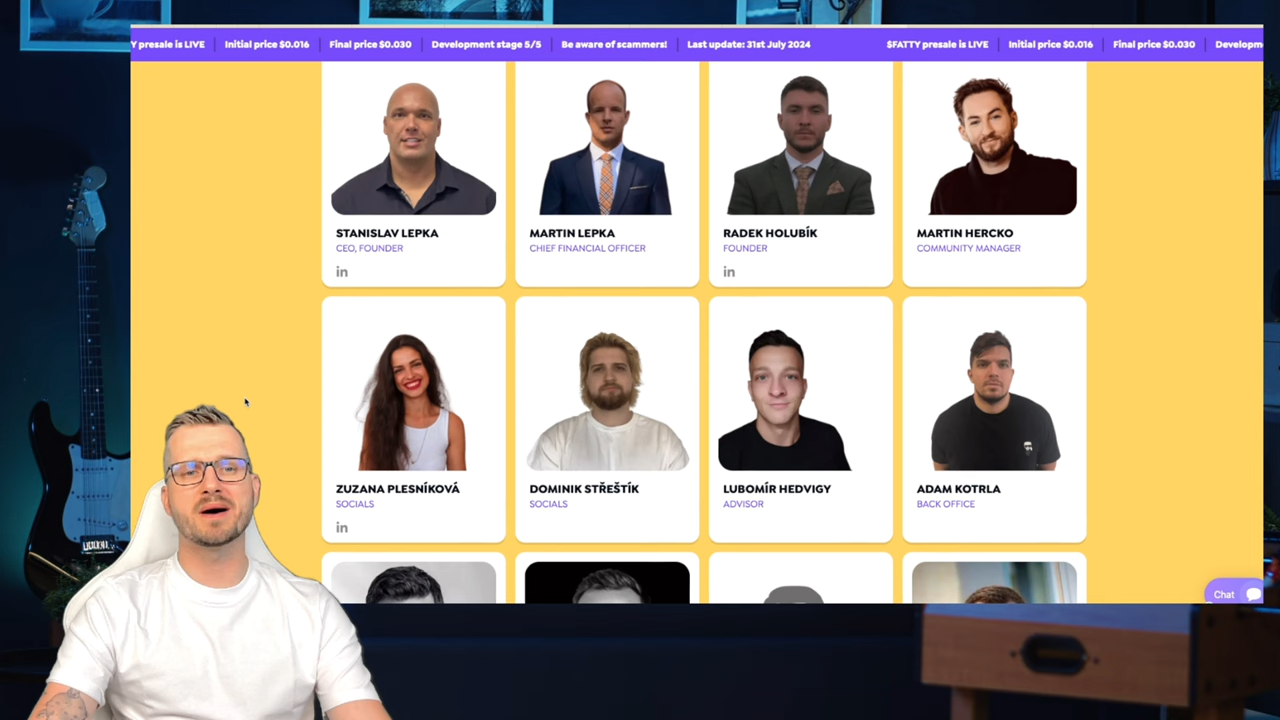 Y presale is LIVE Initial price $0.016 Final price $0.030 Development stage 5/5 Be aware of scammers! Last update: 31st July 2024 $FATTY presale is LIVE Initial price $0.016 Final price $0.030 Developm
STANISLAV LEPKA
CEO, FOUNDER
in
MARTIN LEPKA
CHIEF FINANCIAL OFFICER
RADEK HOLUBÍK
FOUNDER
in
MARTIN HERCKO
COMMUNITY MANAGER
ZUZANA PLESNÍKOVÁ
SOCIALS
in
DOMINIK STŘEŠTÍK
SOCIALS
LUBOMÍR HEDVIGY
ADVISOR
ADAM KOTRLA
BACK OFFICE
Chat